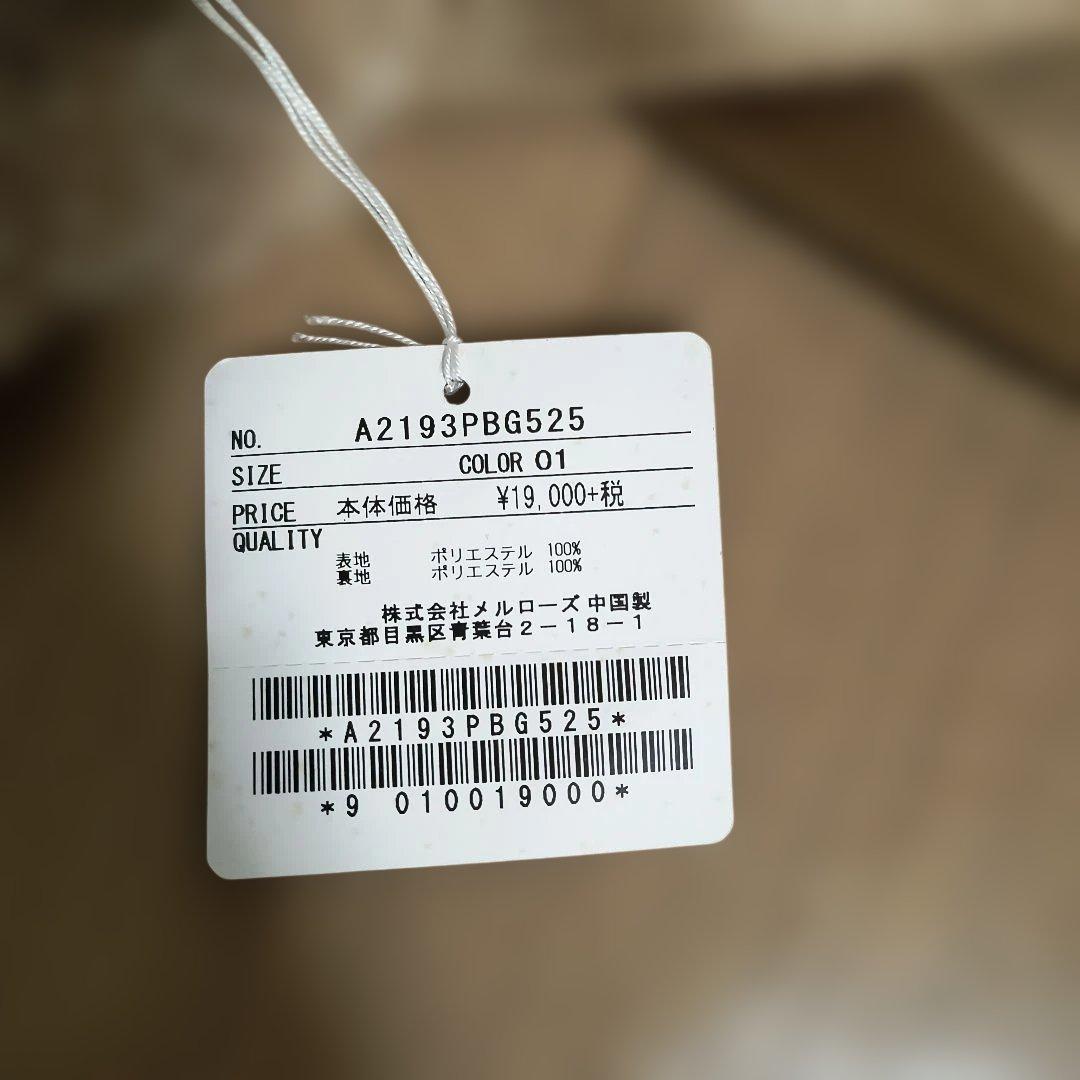 NO. A2193PBG525
SIZE COLOR 01
PRICE 本体価格 ¥19,000+税
QUALITY
表地 ポリエステル 100%
裏地 ポリエステル 100%
株式会社メルローズ 中国製
東京都目黒区青葉台2-18-1
*A2193PBG525*
*9 010019000*